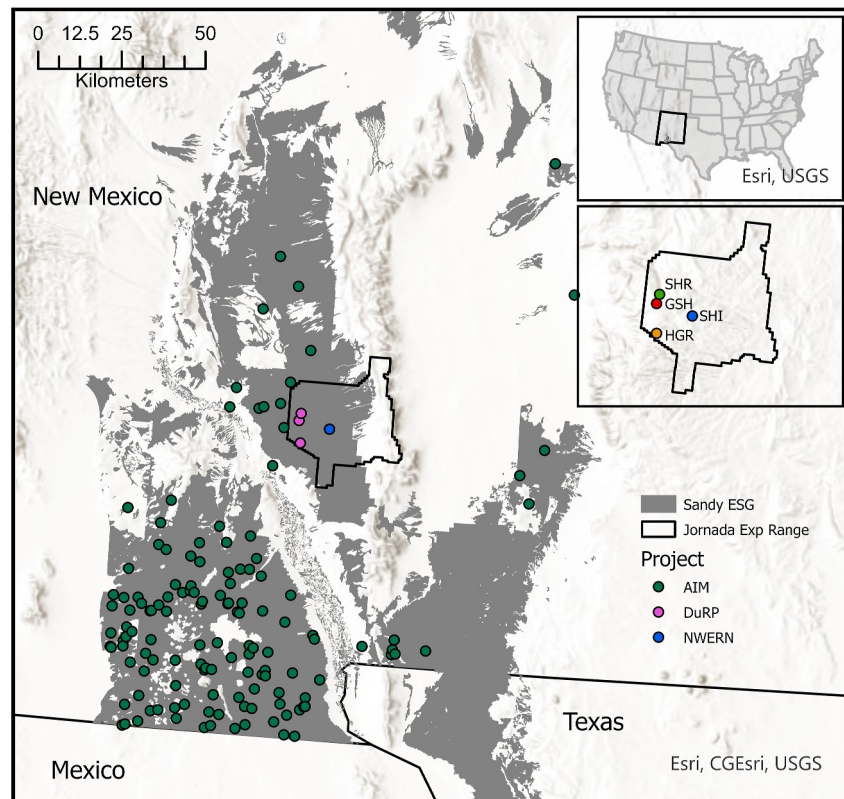 0 12.5 25 50
Kilometers
New Mexico
Esri, USGS
SHR
GSH
SHI
HGR
Sandy ESG
Jornada Exp Range
Project
AIM
DuRP
NWERN
Texas
Mexico
Esri, CGEsri, USGS